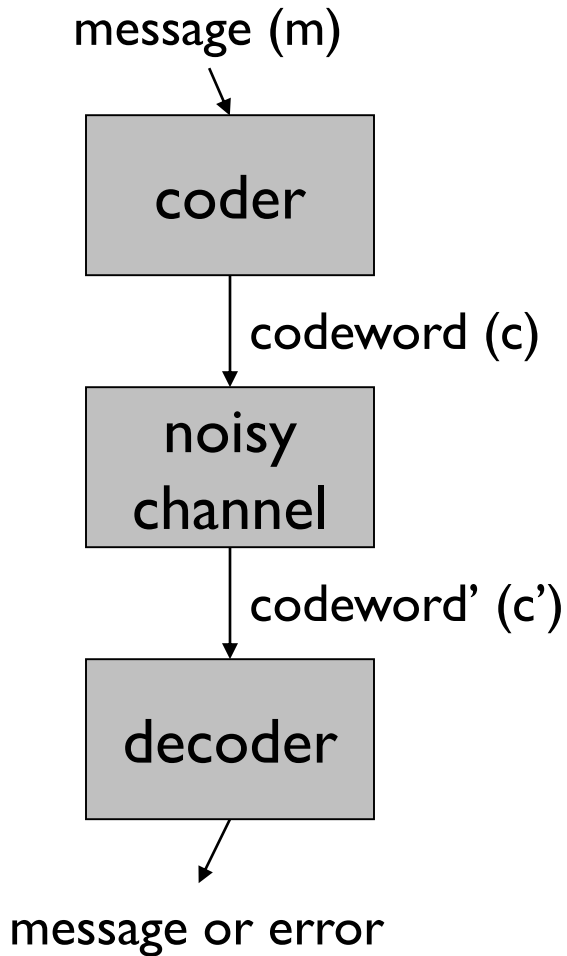 message (m)
coder
codeword (c)
noisy
channel
codeword’ (c’)
decoder
message or error